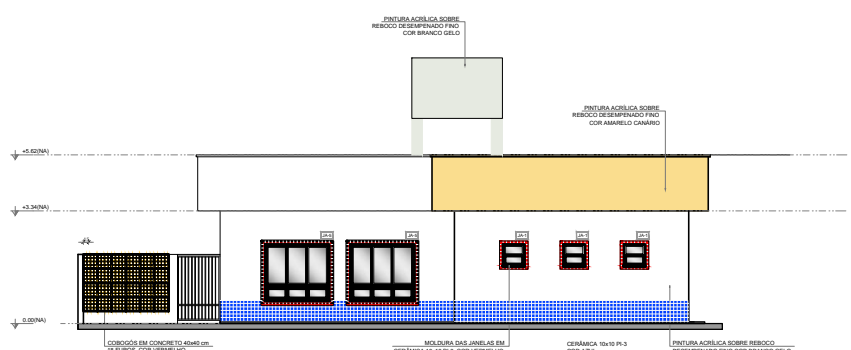 PINTURA ACRÍLICA SOBRE
REBOCO DESEMPENADO FINO
COR BRANCO GELO
PINTURA ACRÍLICA SOBRE
REBOCO DESEMPENADO FINO
COR AMARELO CANÁRIO
+5.62(NA)
+3.34(NA)
JA-6
JA-6
JA-1
JA-1
JA-1
0.00(NA)
COBOGÓS EM CONCRETO 40x40 cm
MOLDURA DAS JANELAS EM
CERÂMICA 10x10 PI-3
PINTURA ACRÍLICA SOBRE REBOCO